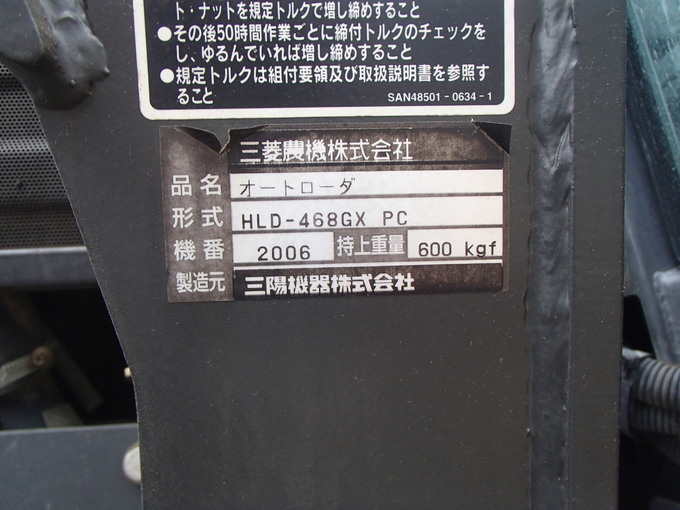 ト・ナットを規定トルクで増し締めすること
●その後50時間作業ごとに締付トルクのチェックを
し、ゆるんでいれば増し締めすること
●規定トルクは組付要領及び取扱説明書を参照す
ること
SAN48501-0634-1
三菱農機株式会社
品名 オートローダ
形式 HLD-468GX PC
機番 2006 持上重量 600 kgf
製造元 三陽機器株式会社